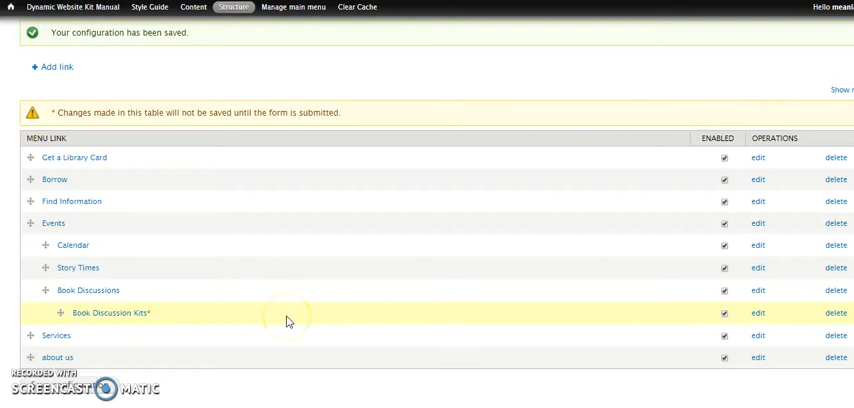 Dynamic Website Kit Manual Style Guide Content Structure Manage main menu Clear Cache Hello
Your configuration has been saved.
Add link
Show
* Changes made in this table will not be saved until the form is submitted.
MENU LINK ENABLED OPERATIONS
Get a Library Card edit delete
Borrow edit delete
Find Information edit delete
Events edit delete
Calendar edit delete
Story Times edit delete
Book Discussions edit delete
Book Discussion Kits* edit delete
Services edit delete
about us edit delete
RECORDED WITH
SCREENCAST MATIC